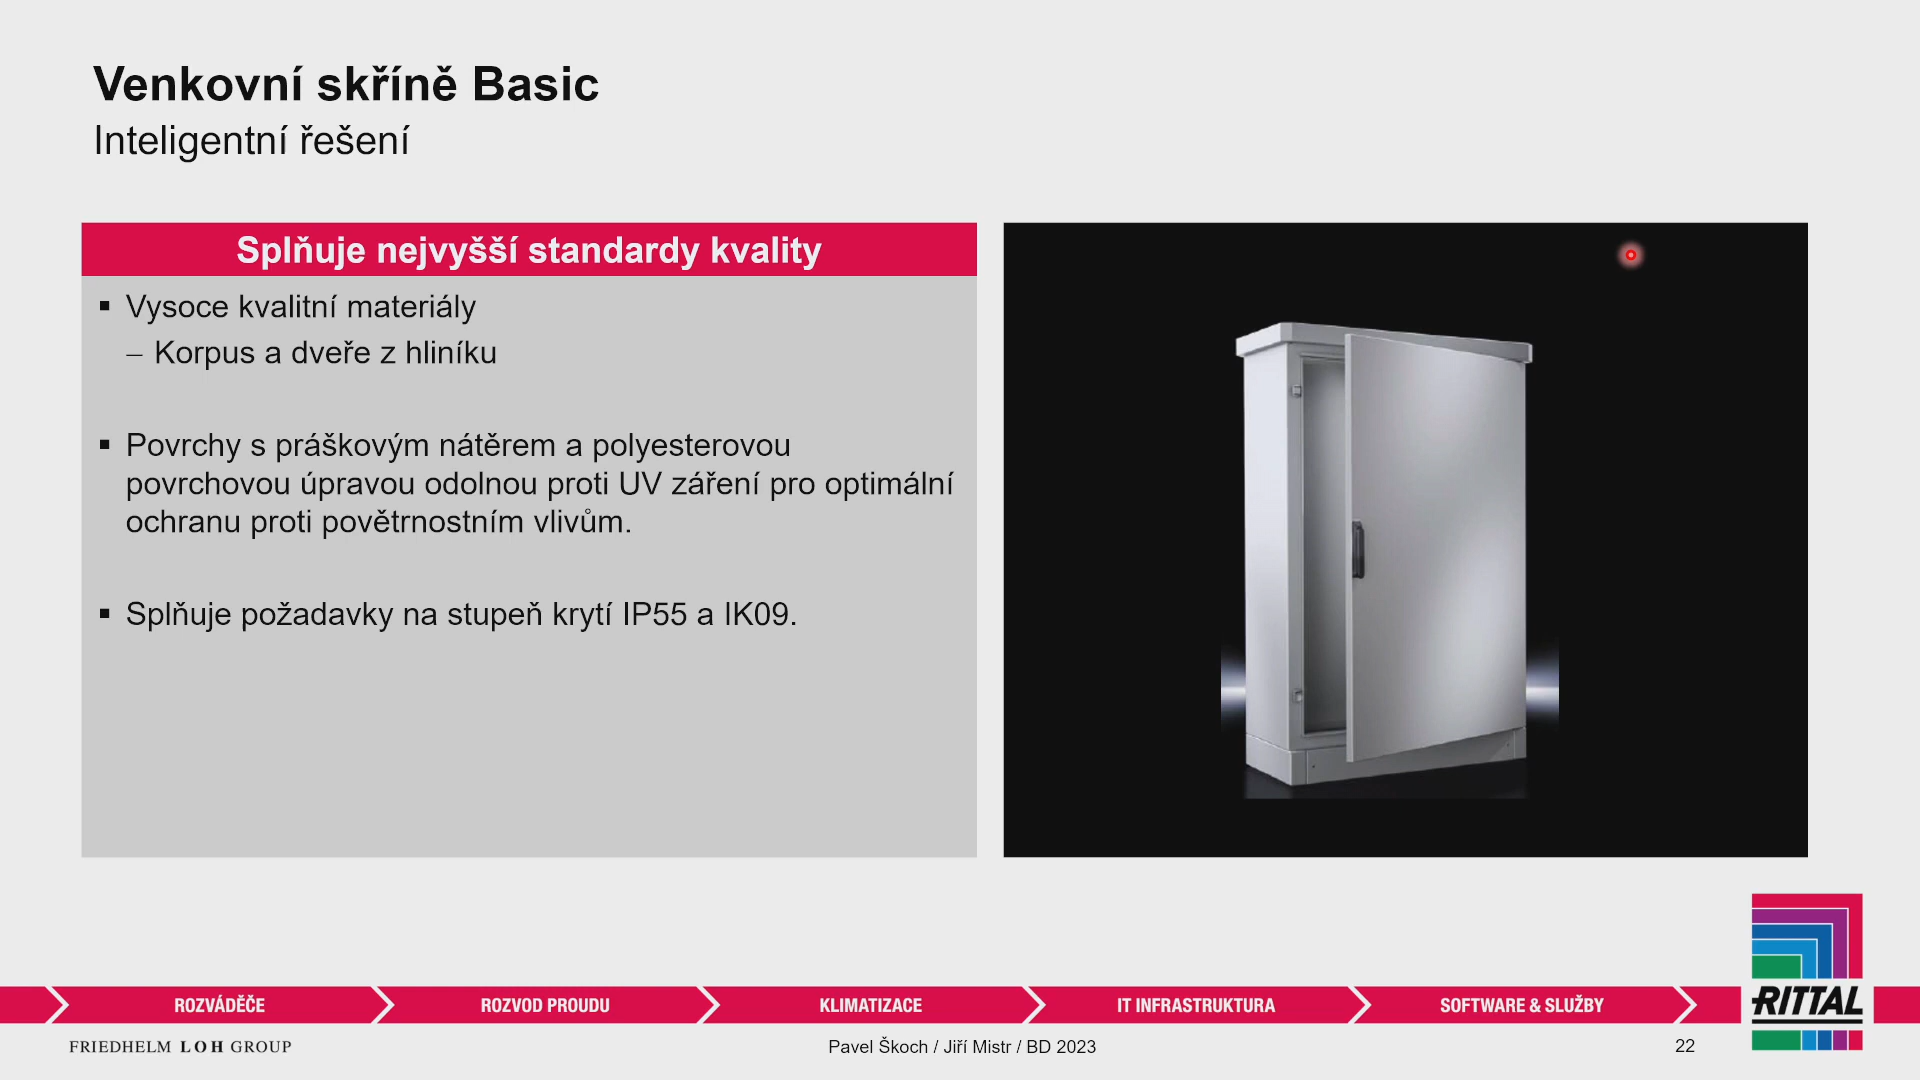 Venkovní skříně Basic
Inteligentní řešení
Splňuje nejvyšší standardy kvality
▪ Vysoce kvalitní materiály
– Korpus a dveře z hliníku
▪ Povrchy s práškovým nátěrem a polyesterovou
povrchovou úpravou odolnou proti UV záření pro optimální
ochranu proti povětrnostním vlivům.
▪ Splňuje požadavky na stupeň krytí IP55 a IK09.
ROZVÁDĚČE
ROZVOD PROUDU
KLIMATIZACE
IT INFRASTRUKTURA
SOFTWARE & SLUŽBY
RITTAL
FRIEDHELM LOH GROUP
Pavel Škoch / Jiří Mistr / BD 2023
22